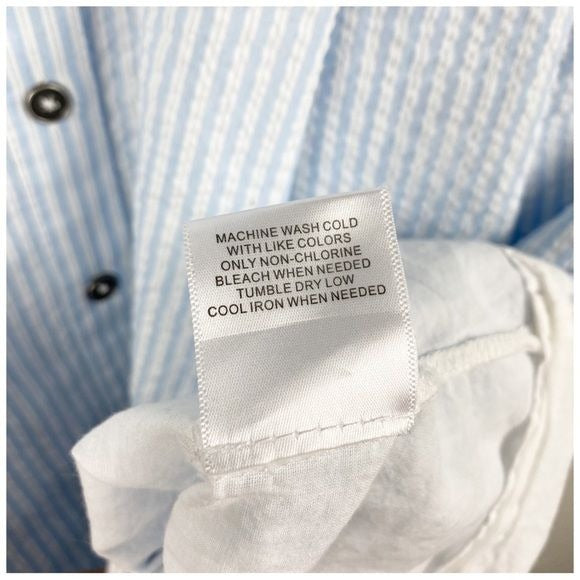 MACHINE WASH COLD
WITH LIKE COLORS
ONLY NON-CHLORINE
BLEACH WHEN NEEDED
TUMBLE DRY LOW
COOL IRON WHEN NEEDED